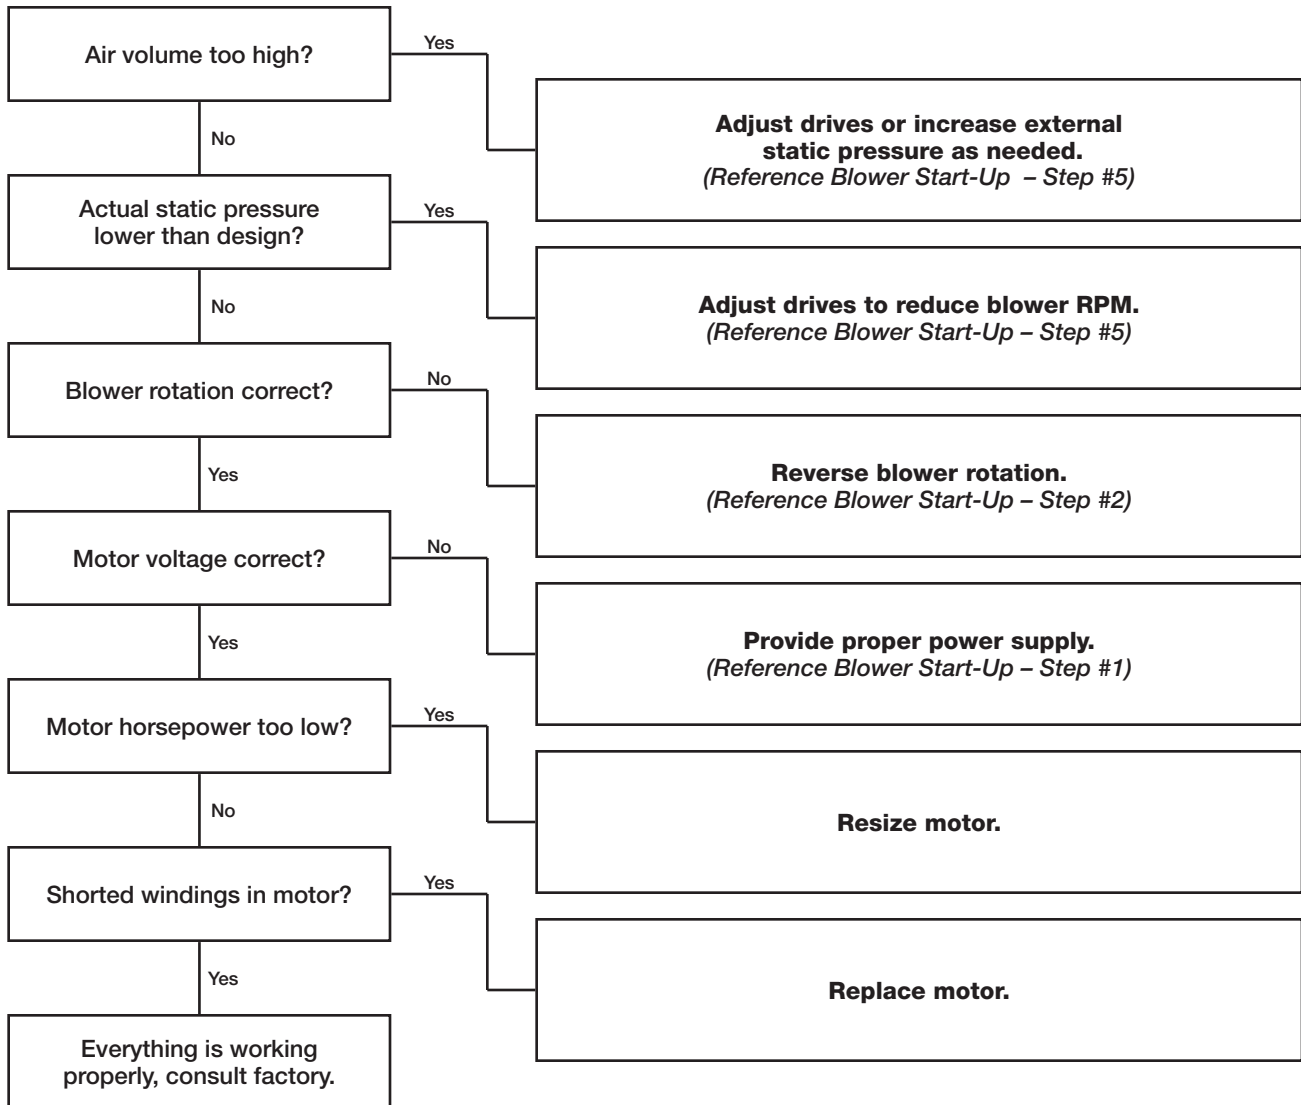 Air volume too high?
Yes
Adjust drives or increase external
static pressure as needed.
(Reference Blower Start-Up – Step #5)
No
Actual static pressure
lower than design?
Yes
Adjust drives to reduce blower RPM.
(Reference Blower Start-Up – Step #5)
No
Blower rotation correct?
No
Reverse blower rotation.
(Reference Blower Start-Up – Step #2)
Yes
Motor voltage correct?
No
Provide proper power supply.
(Reference Blower Start-Up – Step #1)
Yes
Motor horsepower too low?
Yes
Resize motor.
No
Shorted windings in motor?
Yes
Replace motor.
Yes
Everything is working
properly, consult factory.